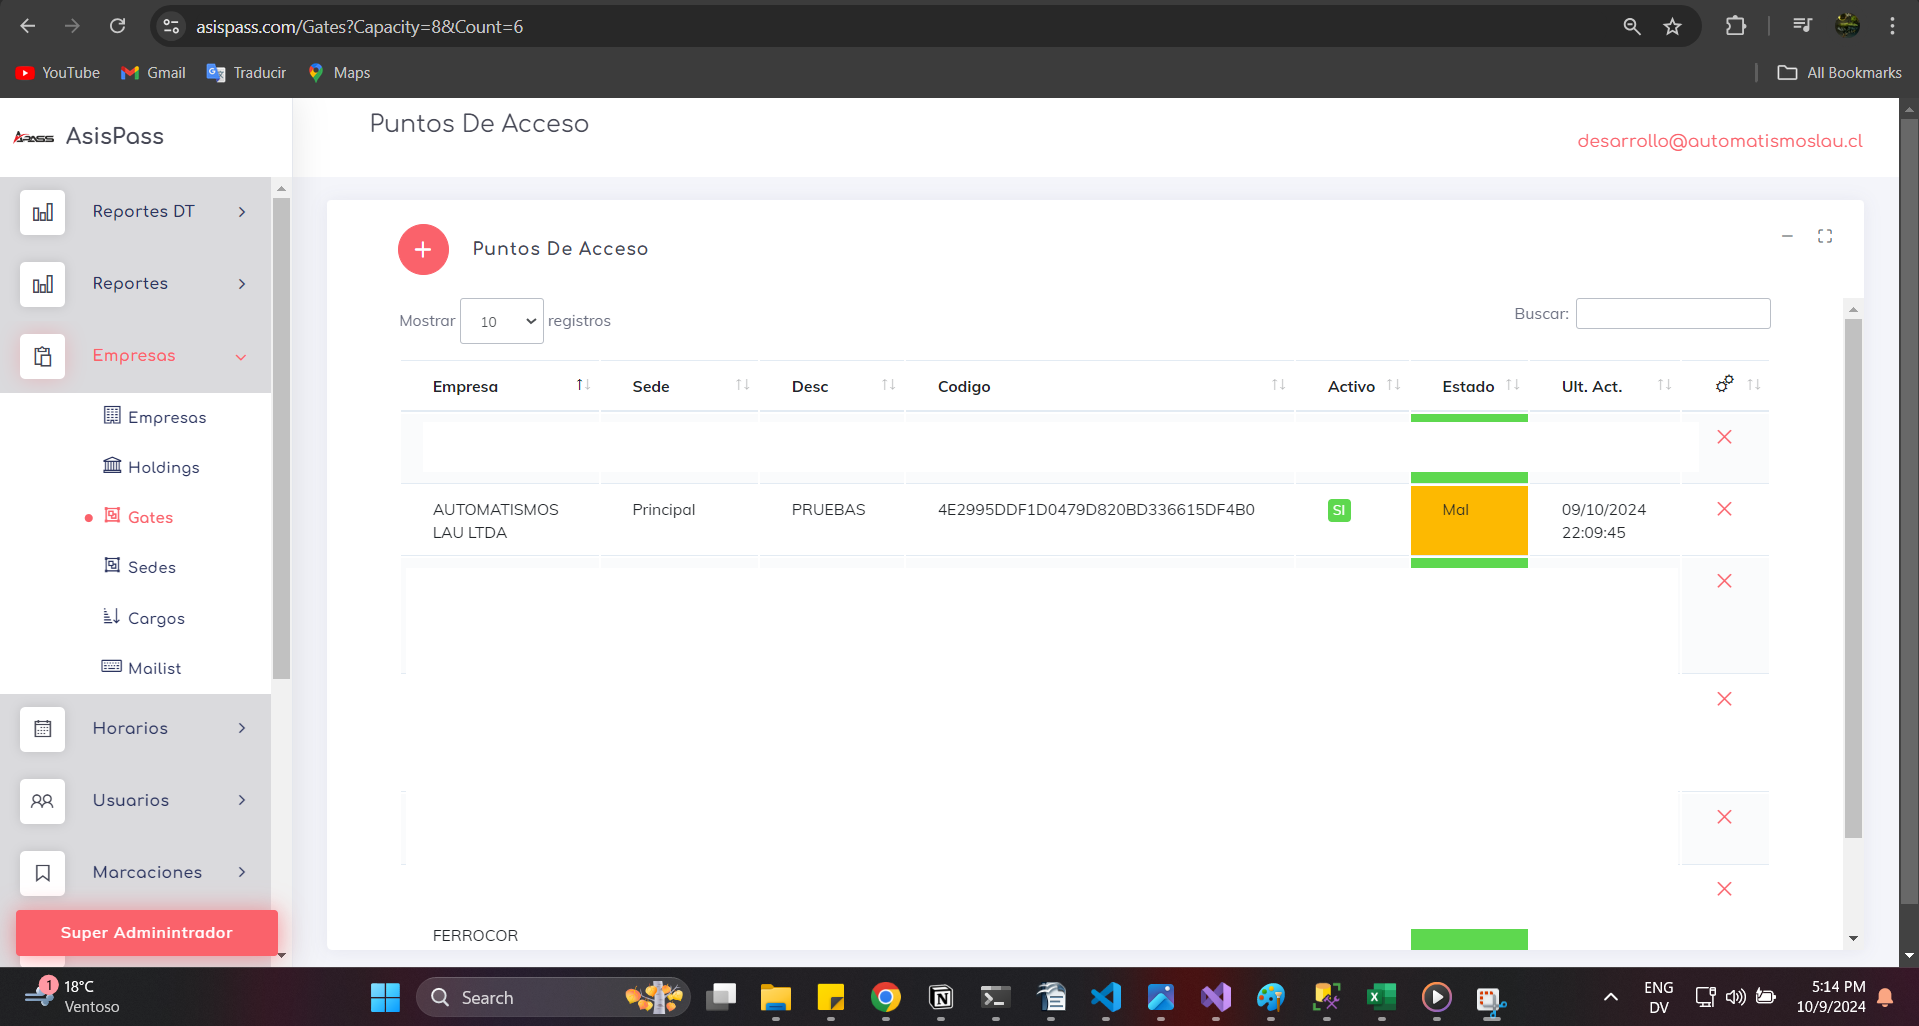 asispass.com/Gates?Capacity=8&Count=6
YouTube
Gmail
Traducir
Maps
All Bookmarks
APASS AsisPass
Puntos De Acceso
desarrollo@automatismoslau.cl
Reportes DT
Reportes
Empresas
Empresas
Holdings
Gates
Sedes
Cargos
Mailist
Horarios
Usuarios
Marcaciones
Super Adminintrador
Puntos De Acceso
Mostrar 10 registros
Buscar:
Empresa Sede Desc Codigo Activo Estado Ult. Act.
AUTOMATISMOS LAU LTDA Principal PRUEBAS 4E2995DDF1D0479D820BD336615DF4B0 SI Mal 09/10/2024 22:09:45
FERROCOR
1
18°C
Ventoso
Search
ENG
DV
5:14 PM
10/9/2024